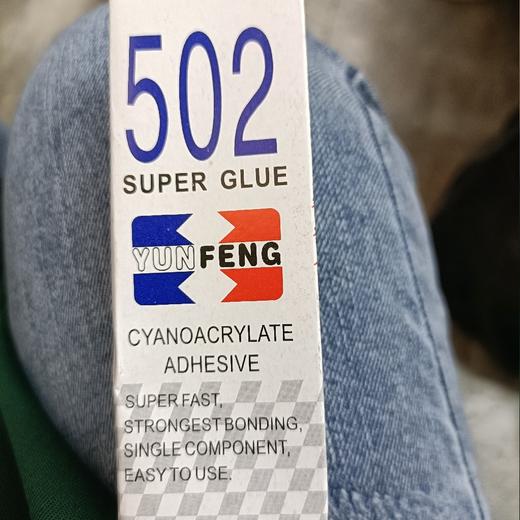 502
SUPER GLUE
YUNFENG
CYANOACRYLATE
ADHESIVE
SUPER FAST,
STRONGEST BONDING,
SINGLE COMPONENT,
EASY TO USE.